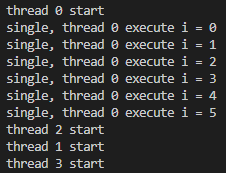 thread 0 start
single, thread 0 execute i = 0
single, thread 0 execute i = 1
single, thread 0 execute i = 2
single, thread 0 execute i = 3
single, thread 0 execute i = 4
single, thread 0 execute i = 5
thread 2 start
thread 1 start
thread 3 start